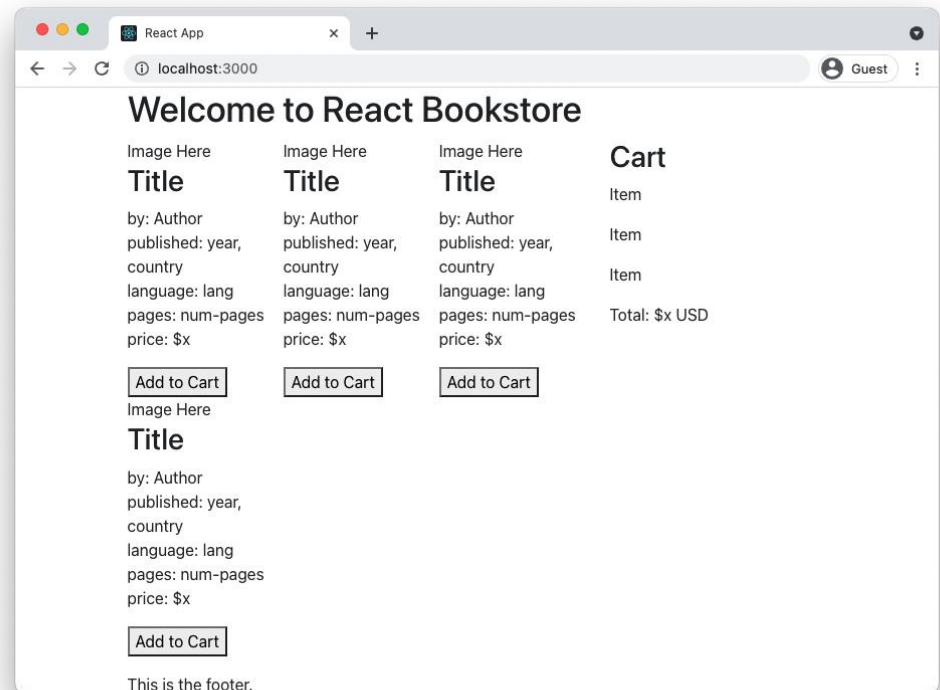 React App
localhost:3000
Guest
Welcome to React Bookstore
Image Here
Title
by: Author
published: year,
country
language: lang
pages: num-pages
price: $x
Add to Cart
Image Here
Title
by: Author
published: year,
country
language: lang
pages: num-pages
price: $x
Add to Cart
Image Here
Title
by: Author
published: year,
country
language: lang
pages: num-pages
price: $x
Add to Cart
Cart
Item
Item
Item
Total: $x USD
Image Here
Title
by: Author
published: year,
country
language: lang
pages: num-pages
price: $x
Add to Cart
This is the footer.